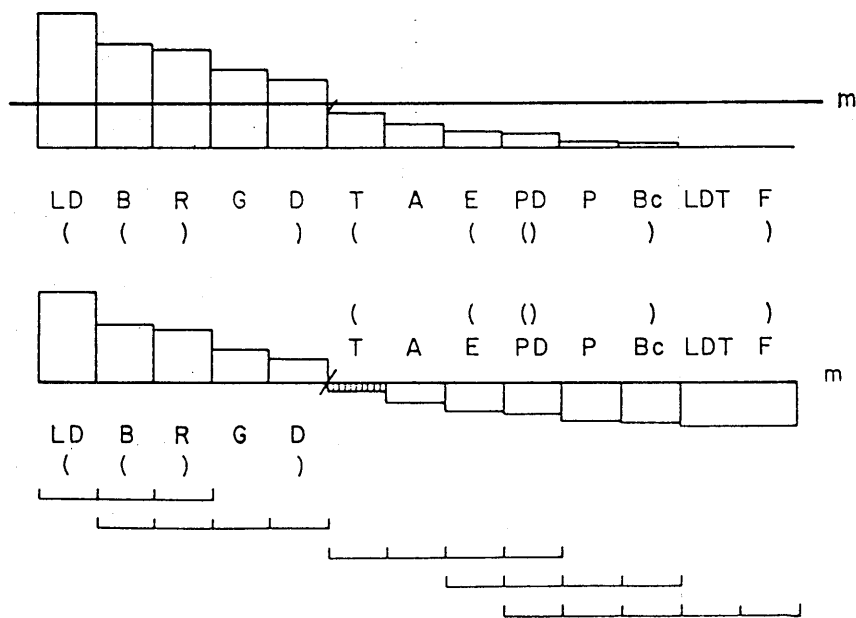 m
LD B R G D T A E PD P Bc LDT F
( ( ) ) ( ( () ) )
( ( () ) )
T A E PD P Bc LDT F
m
LD B R G D
( ( ) )